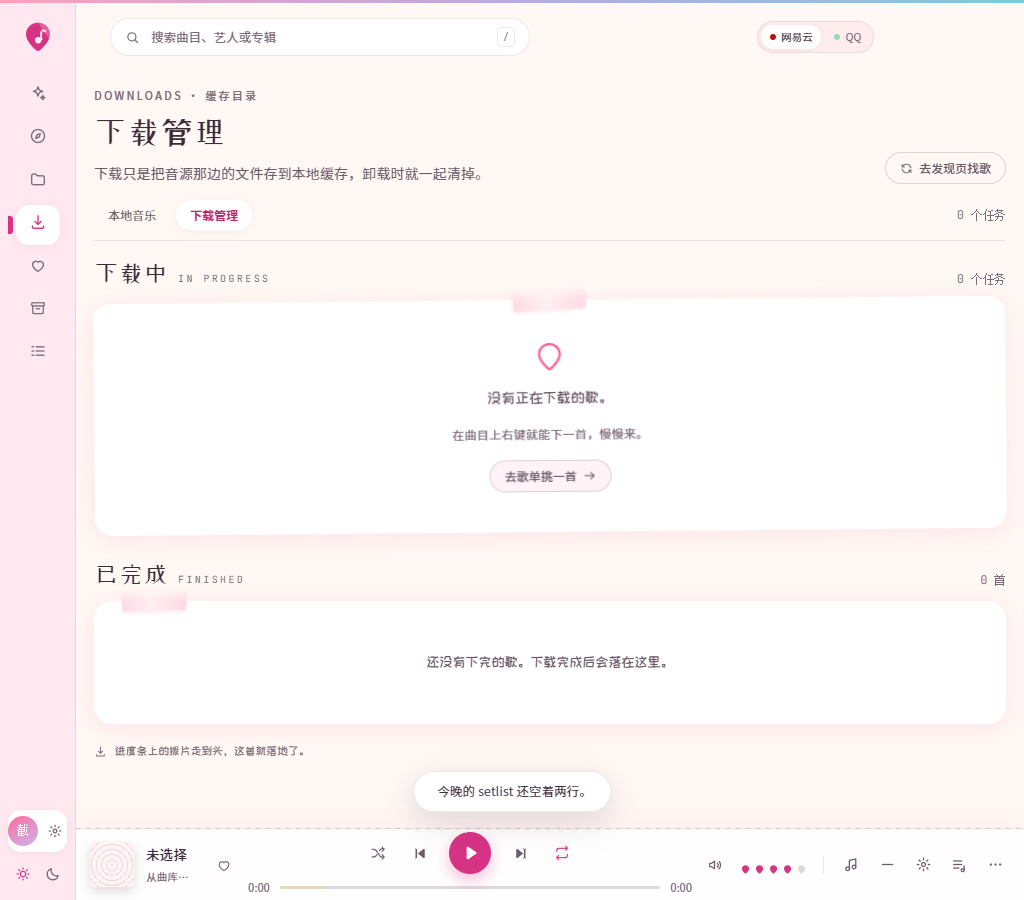 搜索曲目、艺人或专辑
/
网易云
QQ
DOWNLOADS • 缓存目录
下载管理
下载只是把音源那边的文件存到本地缓存，卸载时就一起清掉。
去发现页找歌
本地音乐
下载管理
0 个任务
下载中 IN PROGRESS
0 个任务
没有正在下载的歌。
在曲目上右键就能下一首，慢慢来。
去歌单挑一首 →
已完成 FINISHED
0 首
还没有下完的歌。下载完成后会落在这里。
进度条上的拨片走到头，这首就落地了。
今晚的 setlist 还空着两行。
截
未选择
从曲库…
0:00
0:00